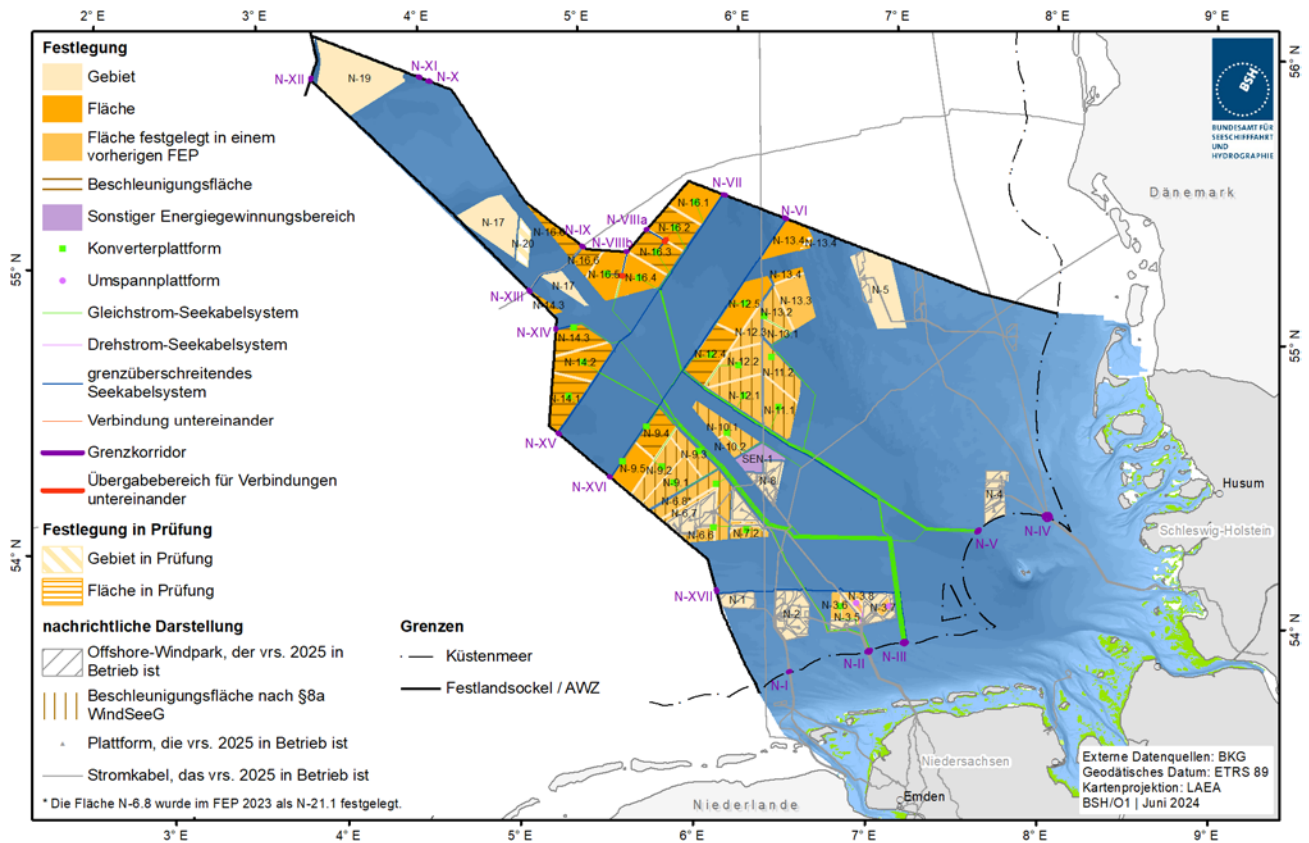 2° E 3° E 4° E 5° E 6° E 7° E 8° E 9° E
56° N
55° N
55° N
54° N
54° N
Festlegung
Gebiet
Fläche
Fläche festgelegt in einem
vorherigen FEP
Beschleunigungsfläche
Sonstiger Energiegewinnungsbereich
Konverterplattform
Umspannplattform
Gleichstrom-Seekabelsystem
Drehstrom-Seekabelsystem
grenzüberschreitendes
Seekabelsystem
Verbindung untereinander
Grenzkorridor
Übergabebereich für Verbindungen
untereinander
Festlegung in Prüfung
Gebiet in Prüfung
Fläche in Prüfung
nachrichtliche Darstellung
Offshore-Windpark, der vrs. 2025 in
Betrieb ist
Beschleunigungsfläche nach §8a
WindSeeG
Plattform, die vrs. 2025 in Betrieb ist
Stromkabel, das vrs. 2025 in Betrieb ist
* Die Fläche N-6.8 wurde im FEP 2023 als N-21.1 festgelegt.
Grenzen
Küstenmeer
Festlandsockel / AWZ
BSH
BUNDESAMT FÜR
SEESCHIFFFAHRT
UND
HYDROGRAPHIE
Dänemark
N-XII
N-19
N-XI
N-X
N-17
N-20
N-16.6
N-IX
N-VIIIa
N-VIIIb
N-VII
N-16.1
N-16.2
N-16.3
N-16.6
N-16.5
N-16.4
N-VI
N-13.4
N-13.4
N-XIII
N-17
N-14.3
N-XIV
N-14.3
N-14.2
N-14.1
N-5
N-13.4
N-13.3
N-12.5
N-13.2
N-12.3
N-13.1
N-12.4
N-12.2
N-11.2
N-12.1
N-11.1
N-XV
N-9.4
N-10.1
N-10.2
N-9.3
SEN-1
N-XVI
N-9.5
N-9.2
N-9.1
N-8
N-6.8*
N-6.7
N-6.6
N-7.2
N-4
N-IV
N-V
Husum
Schleswig-Holstein
N-XVII
N-1
N-2
N-3.8
N-3.6
N-3.7
N-3.5
N-II
N-III
N-I
Niedersachsen
Emden
Niederlande
Externe Datenquellen: BKG
Geodätisches Datum: ETRS 89
Kartenprojektion: LAEA
BSH/O1 | Juni 2024
3° E 4° E 5° E 6° E 7° E 8° E 9° E